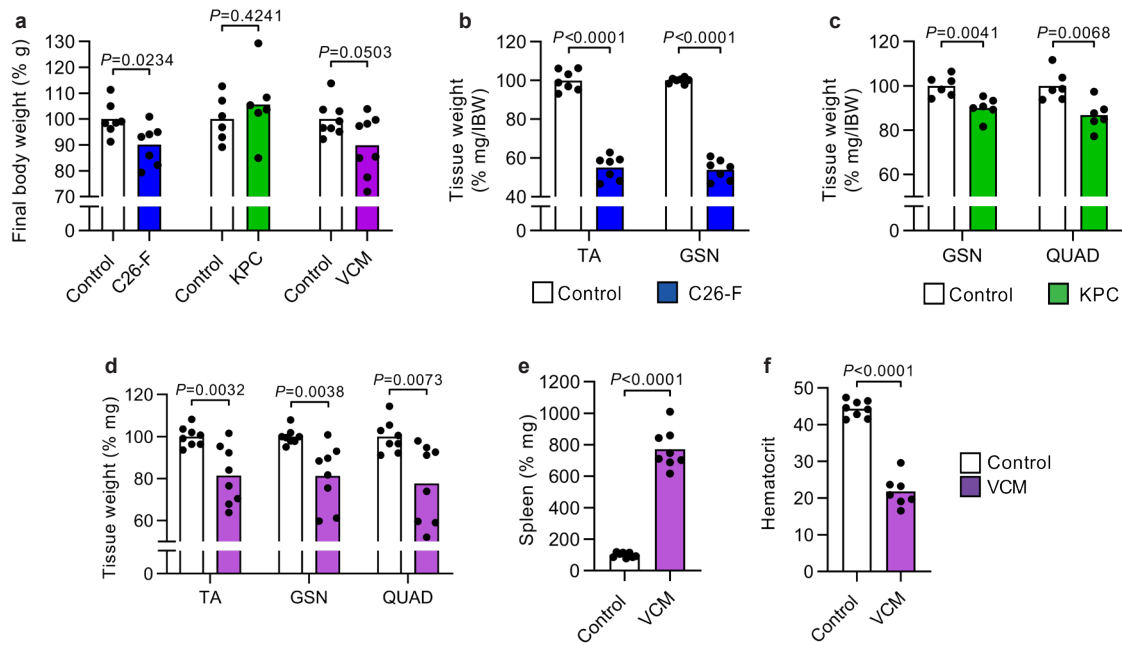 a
P=0.4241
P=0.0234
P=0.0503
Final body weight (% g)
130
120
110
100
90
80
70
0
Control
C26-F
Control
KPC
Control
VCM
b
P<0.0001
P<0.0001
Tissue weight
(% mg/IBW)
120
100
80
60
40
0
TA
GSN
Control
C26-F
c
P=0.0041
P=0.0068
Tissue weight
(% mg/IBW)
120
100
80
60
0
GSN
QUAD
Control
KPC
d
P=0.0032
P=0.0038
P=0.0073
Tissue weight (% mg)
120
100
80
60
0
TA
GSN
QUAD
e
P<0.0001
Spleen (% mg)
1200
1000
800
600
400
200
0
Control
VCM
f
P<0.0001
Hematocrit
50
40
30
20
10
0
Control
VCM
Control
VCM